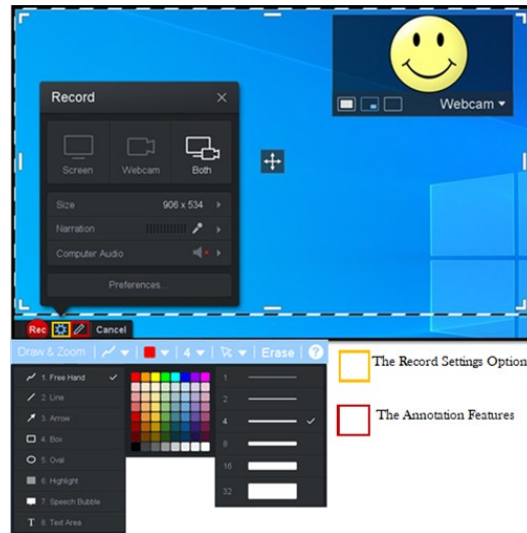 Webcam
Record
Screen Webcam Both
Size 906 x 534
Narration
Computer Audio
Preferences...
Rec Cancel
Draw & Zoom 4 Erase ?
1. Free Hand
2. Line
3. Arrow
4. Box
5. Oval
6. Highlight
7. Speech Bubble
T 8. Text Area
1
2
4
8
16
32
The Record Settings Option
The Annotation Features